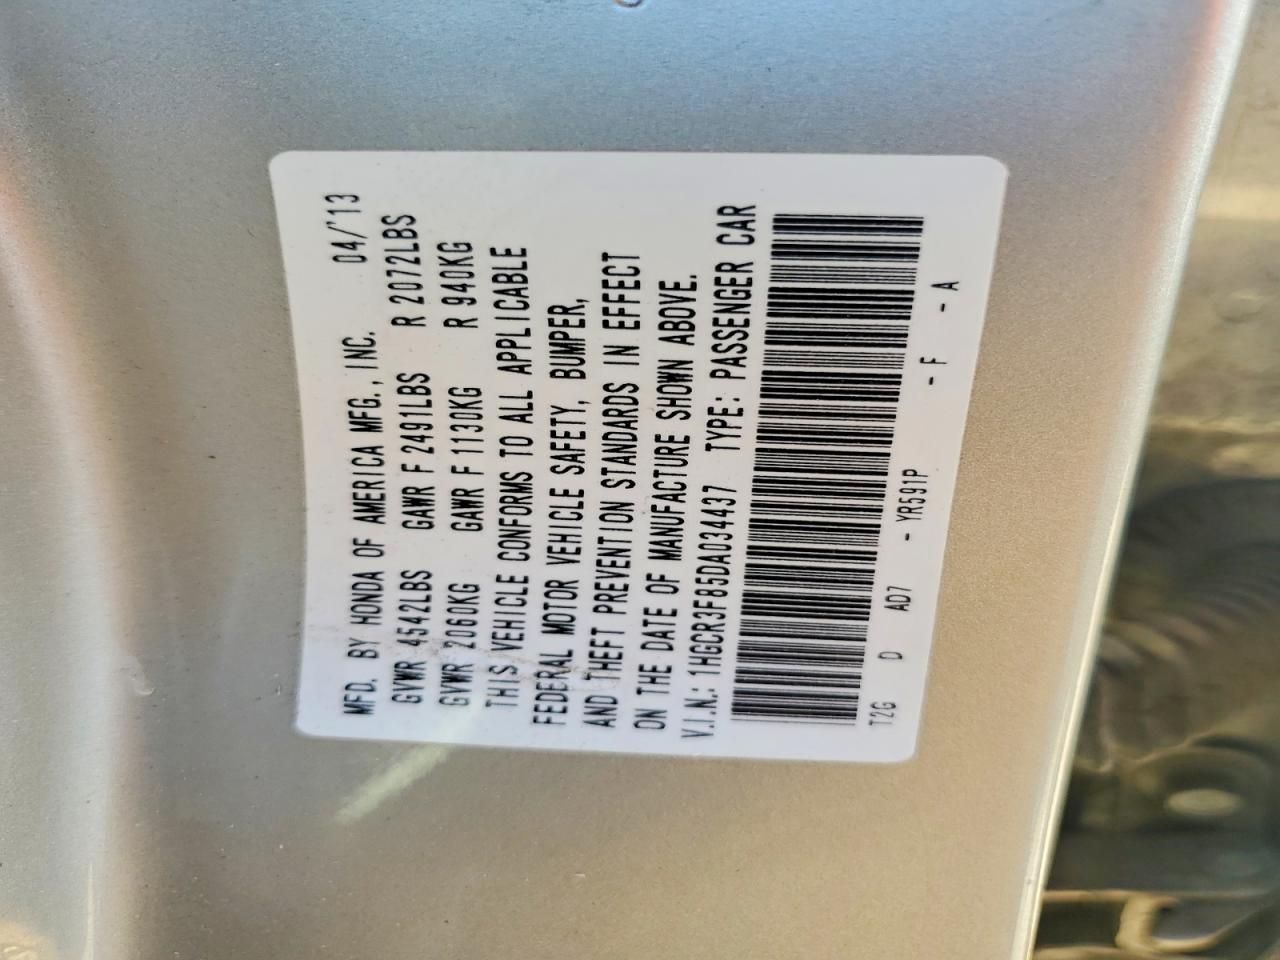 MFD. BY HONDA OF AMERICA MFG., INC. 04/'13
GVWR 4542LBS GAWR F 2491LBS R 2072LBS
GVWR 2060KG GAWR F 1130KG R 940KG
THIS VEHICLE CONFORMS TO ALL APPLICABLE
FEDERAL MOTOR VEHICLE SAFETY, BUMPER,
AND THEFT PREVENTION STANDARDS IN EFFECT
ON THE DATE OF MANUFACTURE SHOWN ABOVE.
V.I.N.: 1HGCR3F85DA034437 TYPE: PASSENGER CAR
T2G D AD7 - YR591P - F - A